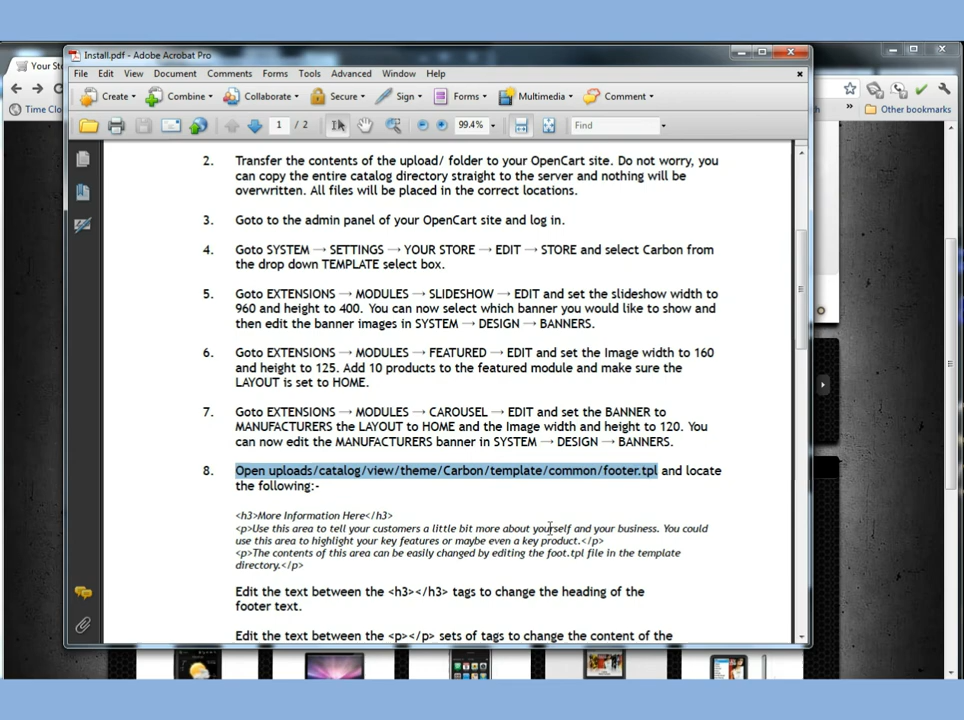 Install.pdf - Adobe Acrobat Pro
Your Sto
File Edit View Document Comments Forms Tools Advanced Window Help
Create Combine Collaborate Secure Sign Forms Multimedia Comment
Time Clo
Other bookmarks
1 / 2 99.4% Find
2. Transfer the contents of the upload/ folder to your OpenCart site. Do not worry, you
can copy the entire catalog directory straight to the server and nothing will be
overwritten. All files will be placed in the correct locations.
3. Goto to the admin panel of your OpenCart site and log in.
4. Goto SYSTEM → SETTINGS → YOUR STORE → EDIT → STORE and select Carbon from
the drop down TEMPLATE select box.
5. Goto EXTENSIONS → MODULES → SLIDESHOW → EDIT and set the slideshow width to
960 and height to 400. You can now select which banner you would like to show and
then edit the banner images in SYSTEM → DESIGN → BANNERS.
6. Goto EXTENSIONS → MODULES → FEATURED → EDIT and set the Image width to 160
and height to 125. Add 10 products to the featured module and make sure the
LAYOUT is set to HOME.
7. Goto EXTENSIONS → MODULES → CAROUSEL → EDIT and set the BANNER to
MANUFACTURERS the LAYOUT to HOME and the Image width and height to 120. You
can now edit the MANUFACTURERS banner in SYSTEM → DESIGN → BANNERS.
8. Open uploads/catalog/view/theme/Carbon/template/common/footer.tpl and locate
the following:-
<h3>More Information Here</h3>
<p>Use this area to tell your customers a little bit more about yourself and your business. You could
use this area to highlight your key features or maybe even a key product.</p>
<p>The contents of this area can be easily changed by editing the foot.tpl file in the template
directory.</p>
Edit the text between the <h3></h3> tags to change the heading of the
footer text.
Edit the text between the <p></p> sets of tags to change the content of the